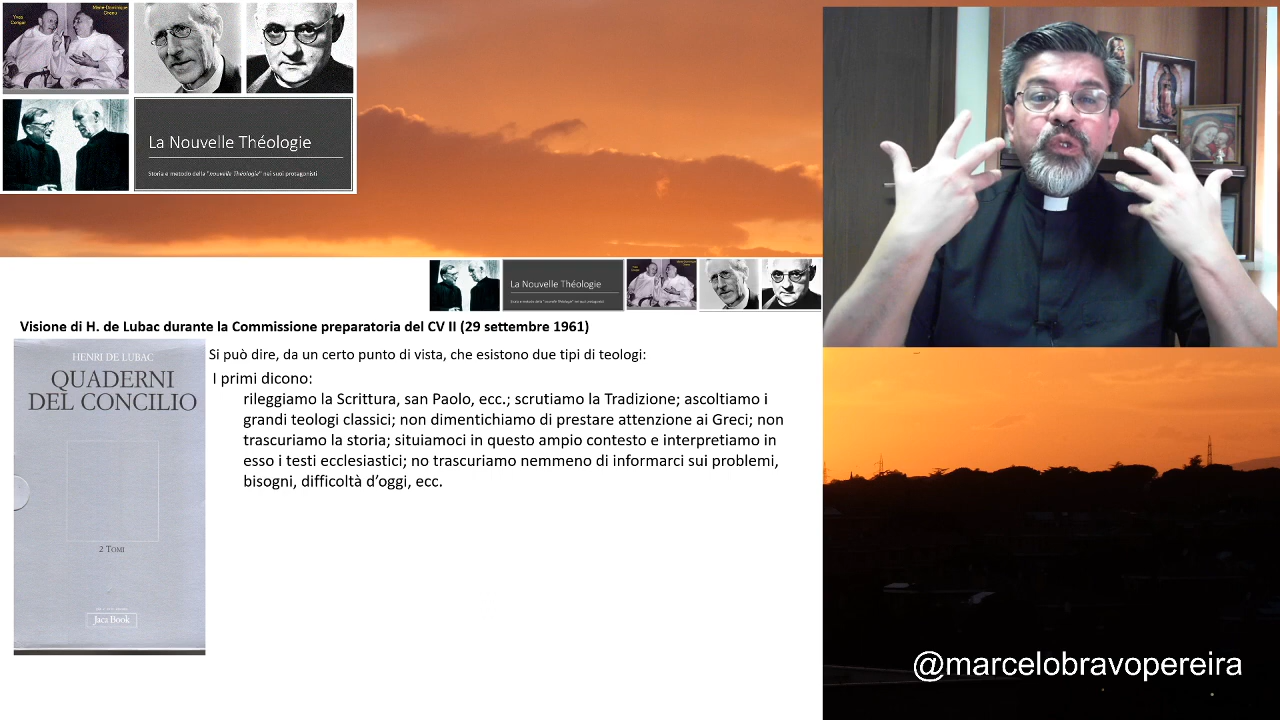 Yves
Congar
Marie-Dominique
Chenu
La Nouvelle Théologie
Storia e metodo della "nouvelle Théologie" nei suoi protagonisti
La Nouvelle Théologie
Visione di H. de Lubac durante la Commissione preparatoria del CV II (29 settembre 1961)
HENRI DE LUBAC
QUADERNI
DEL CONCILIO
2 TOMI
Jaca Book
Si può dire, da un certo punto di vista, che esistono due tipi di teologi:
I primi dicono:
rileggiamo la Scrittura, san Paolo, ecc.; scrutiamo la Tradizione; ascoltiamo i
grandi teologi classici; non dimentichiamo di prestare attenzione ai Greci; non
trascuriamo la storia; situiamoci in questo ampio contesto e interpretiamo in
esso i testi ecclesiastici; no trascuriamo nemmeno di informarci sui problemi,
bisogni, difficoltà d'oggi, ecc.
@marcelobravopereira